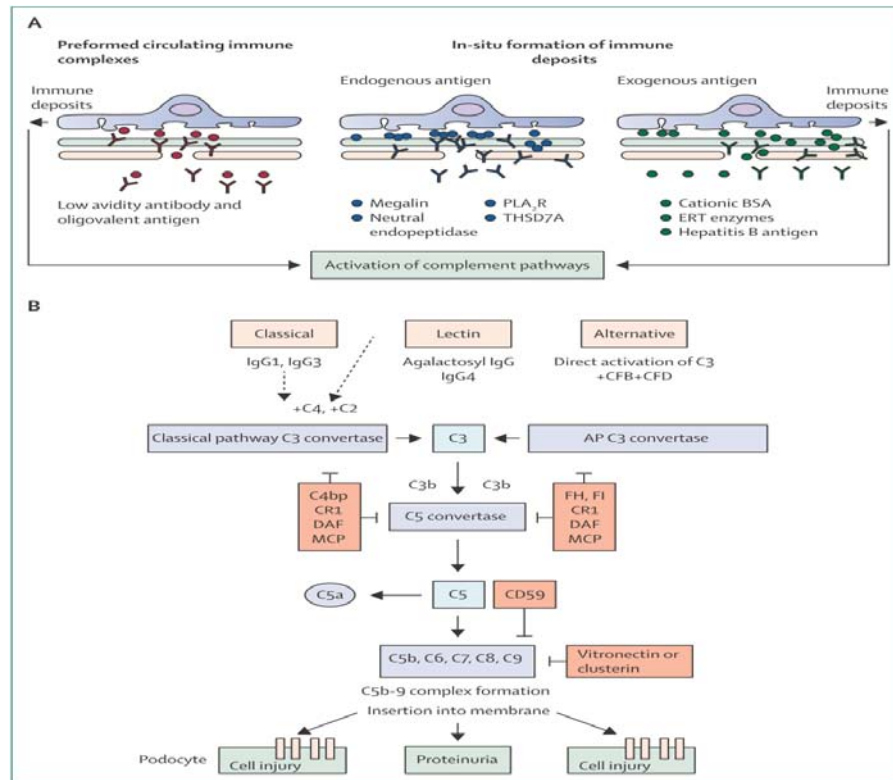 A
Preformed circulating immune
complexes
In-situ formation of immune
deposits
Immune
deposits
Endogenous antigen
Exogenous antigen
Immune
deposits
Low avidity antibody and
oligovalent antigen
Megalin
Neutral
endopeptidase
PLA₂R
THSD7A
Cationic BSA
ERT enzymes
Hepatitis B antigen
Activation of complement pathways
B
Classical
Lectin
Alternative
IgG1, IgG3
Agalactosyl IgG
IgG4
Direct activation of C3
+CFB+CFD
+C4, +C2
Classical pathway C3 convertase
C3
AP C3 convertase
C3b
C3b
C4bp
CR1
DAF
MCP
C5 convertase
FH, FI
CR1
DAF
MCP
C5a
C5
CD59
C5b, C6, C7, C8, C9
Vitronectin or
clusterin
C5b-9 complex formation
Insertion into membrane
Podocyte
Cell injury
Proteinuria
Cell injury